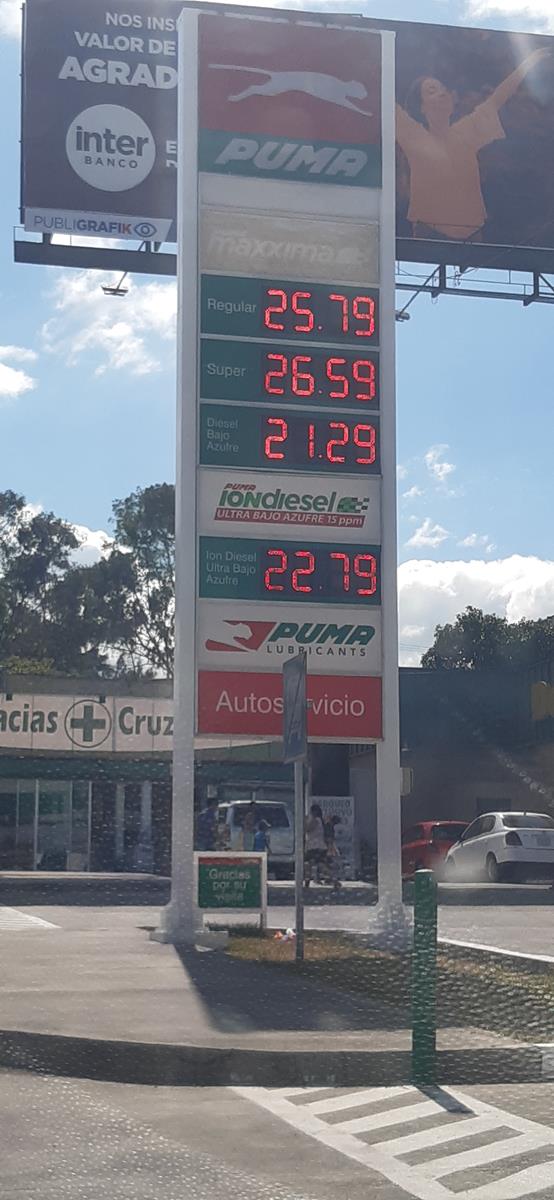 NOS INS
VALOR DE
AGRAD
inter
BANCO
PUBLIGRAFIK
PUMA
maxxima
Regular 25.79
Super 26.59
Diesel
Bajo
Azufre
21.29
PUMA
IONdiesel
ULTRA BAJO AZUFRE 15 ppm
Ion Diesel
Ultra Bajo
Azufre
22.79
PUMA
LUBRICANTS
Autoservicio
acias Cruz
Gracias
por su
visita